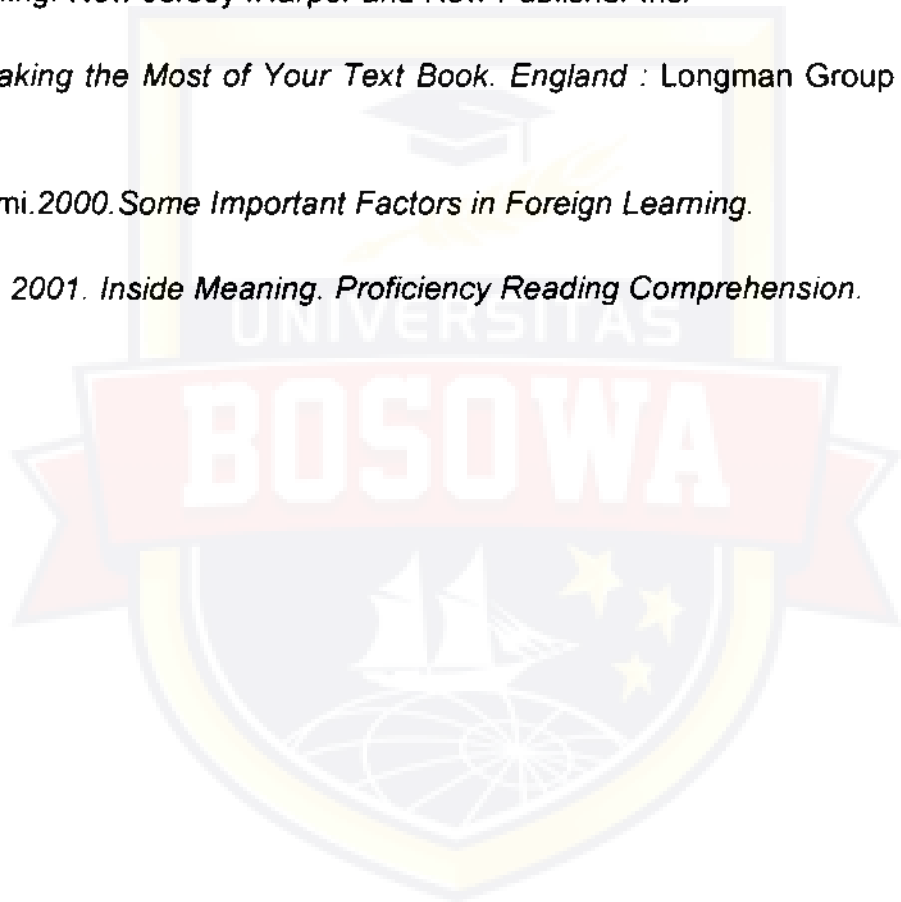 aking the Most of Your Text Book. England : Longman Group
mi.2000.Some Important Factors in Foreign Learning.
2001. Inside Meaning. Proficiency Reading Comprehension.
UNIVERSITAS
BOSOWA